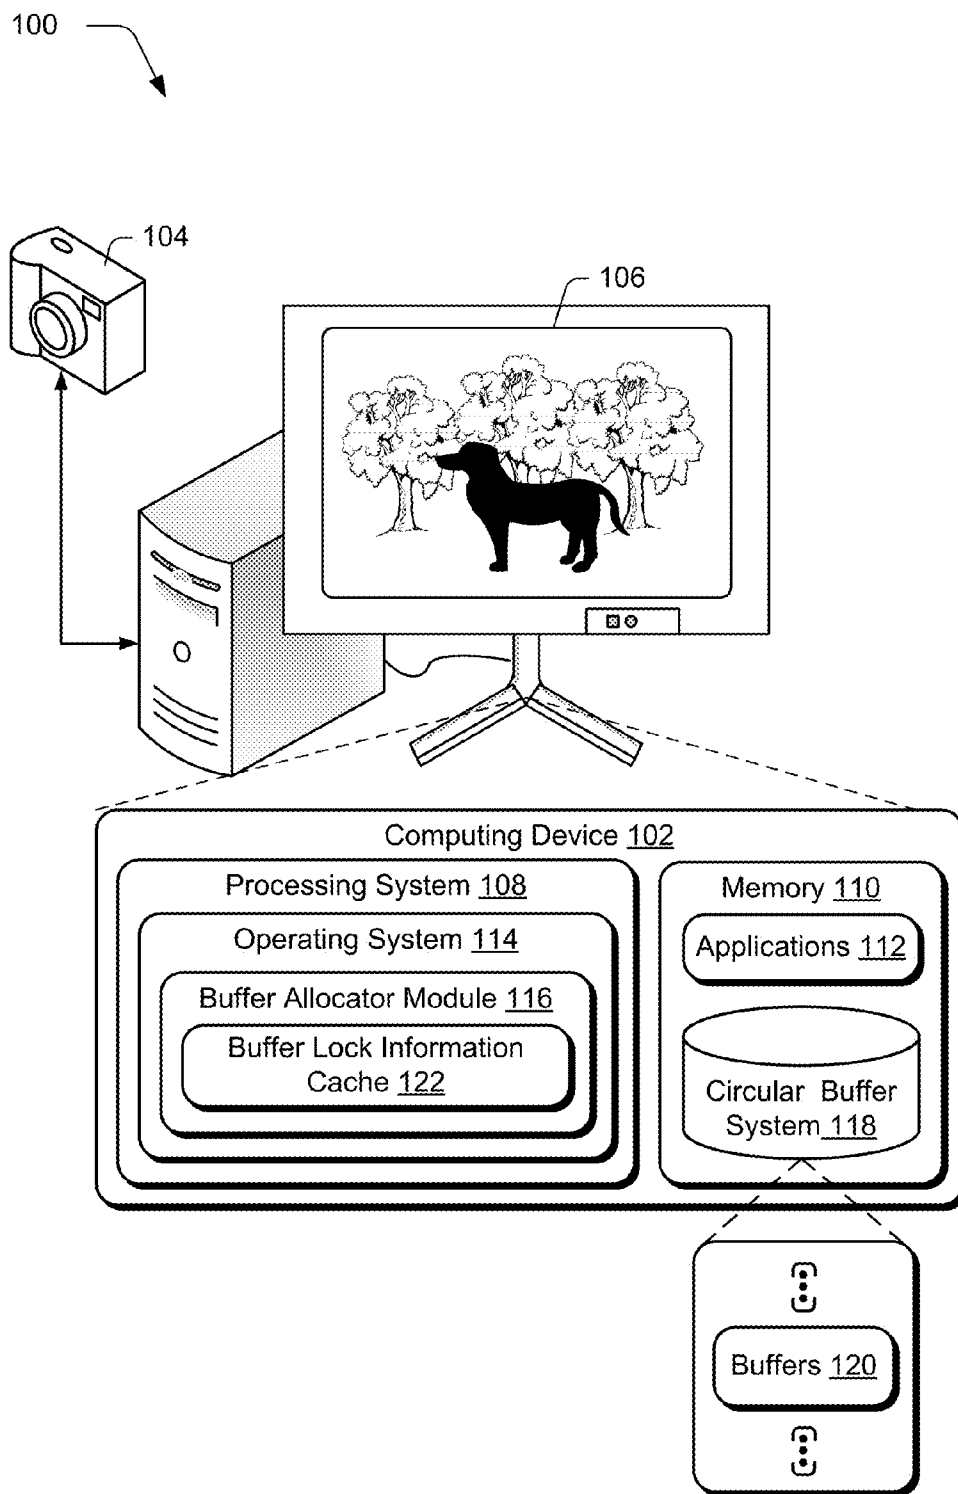 100
104
106
Computing Device 102
Processing System 108
Operating System 114
Buffer Allocator Module 116
Buffer Lock Information
Cache 122
Memory 110
Applications 112
Circular Buffer
System 118
Buffers 120